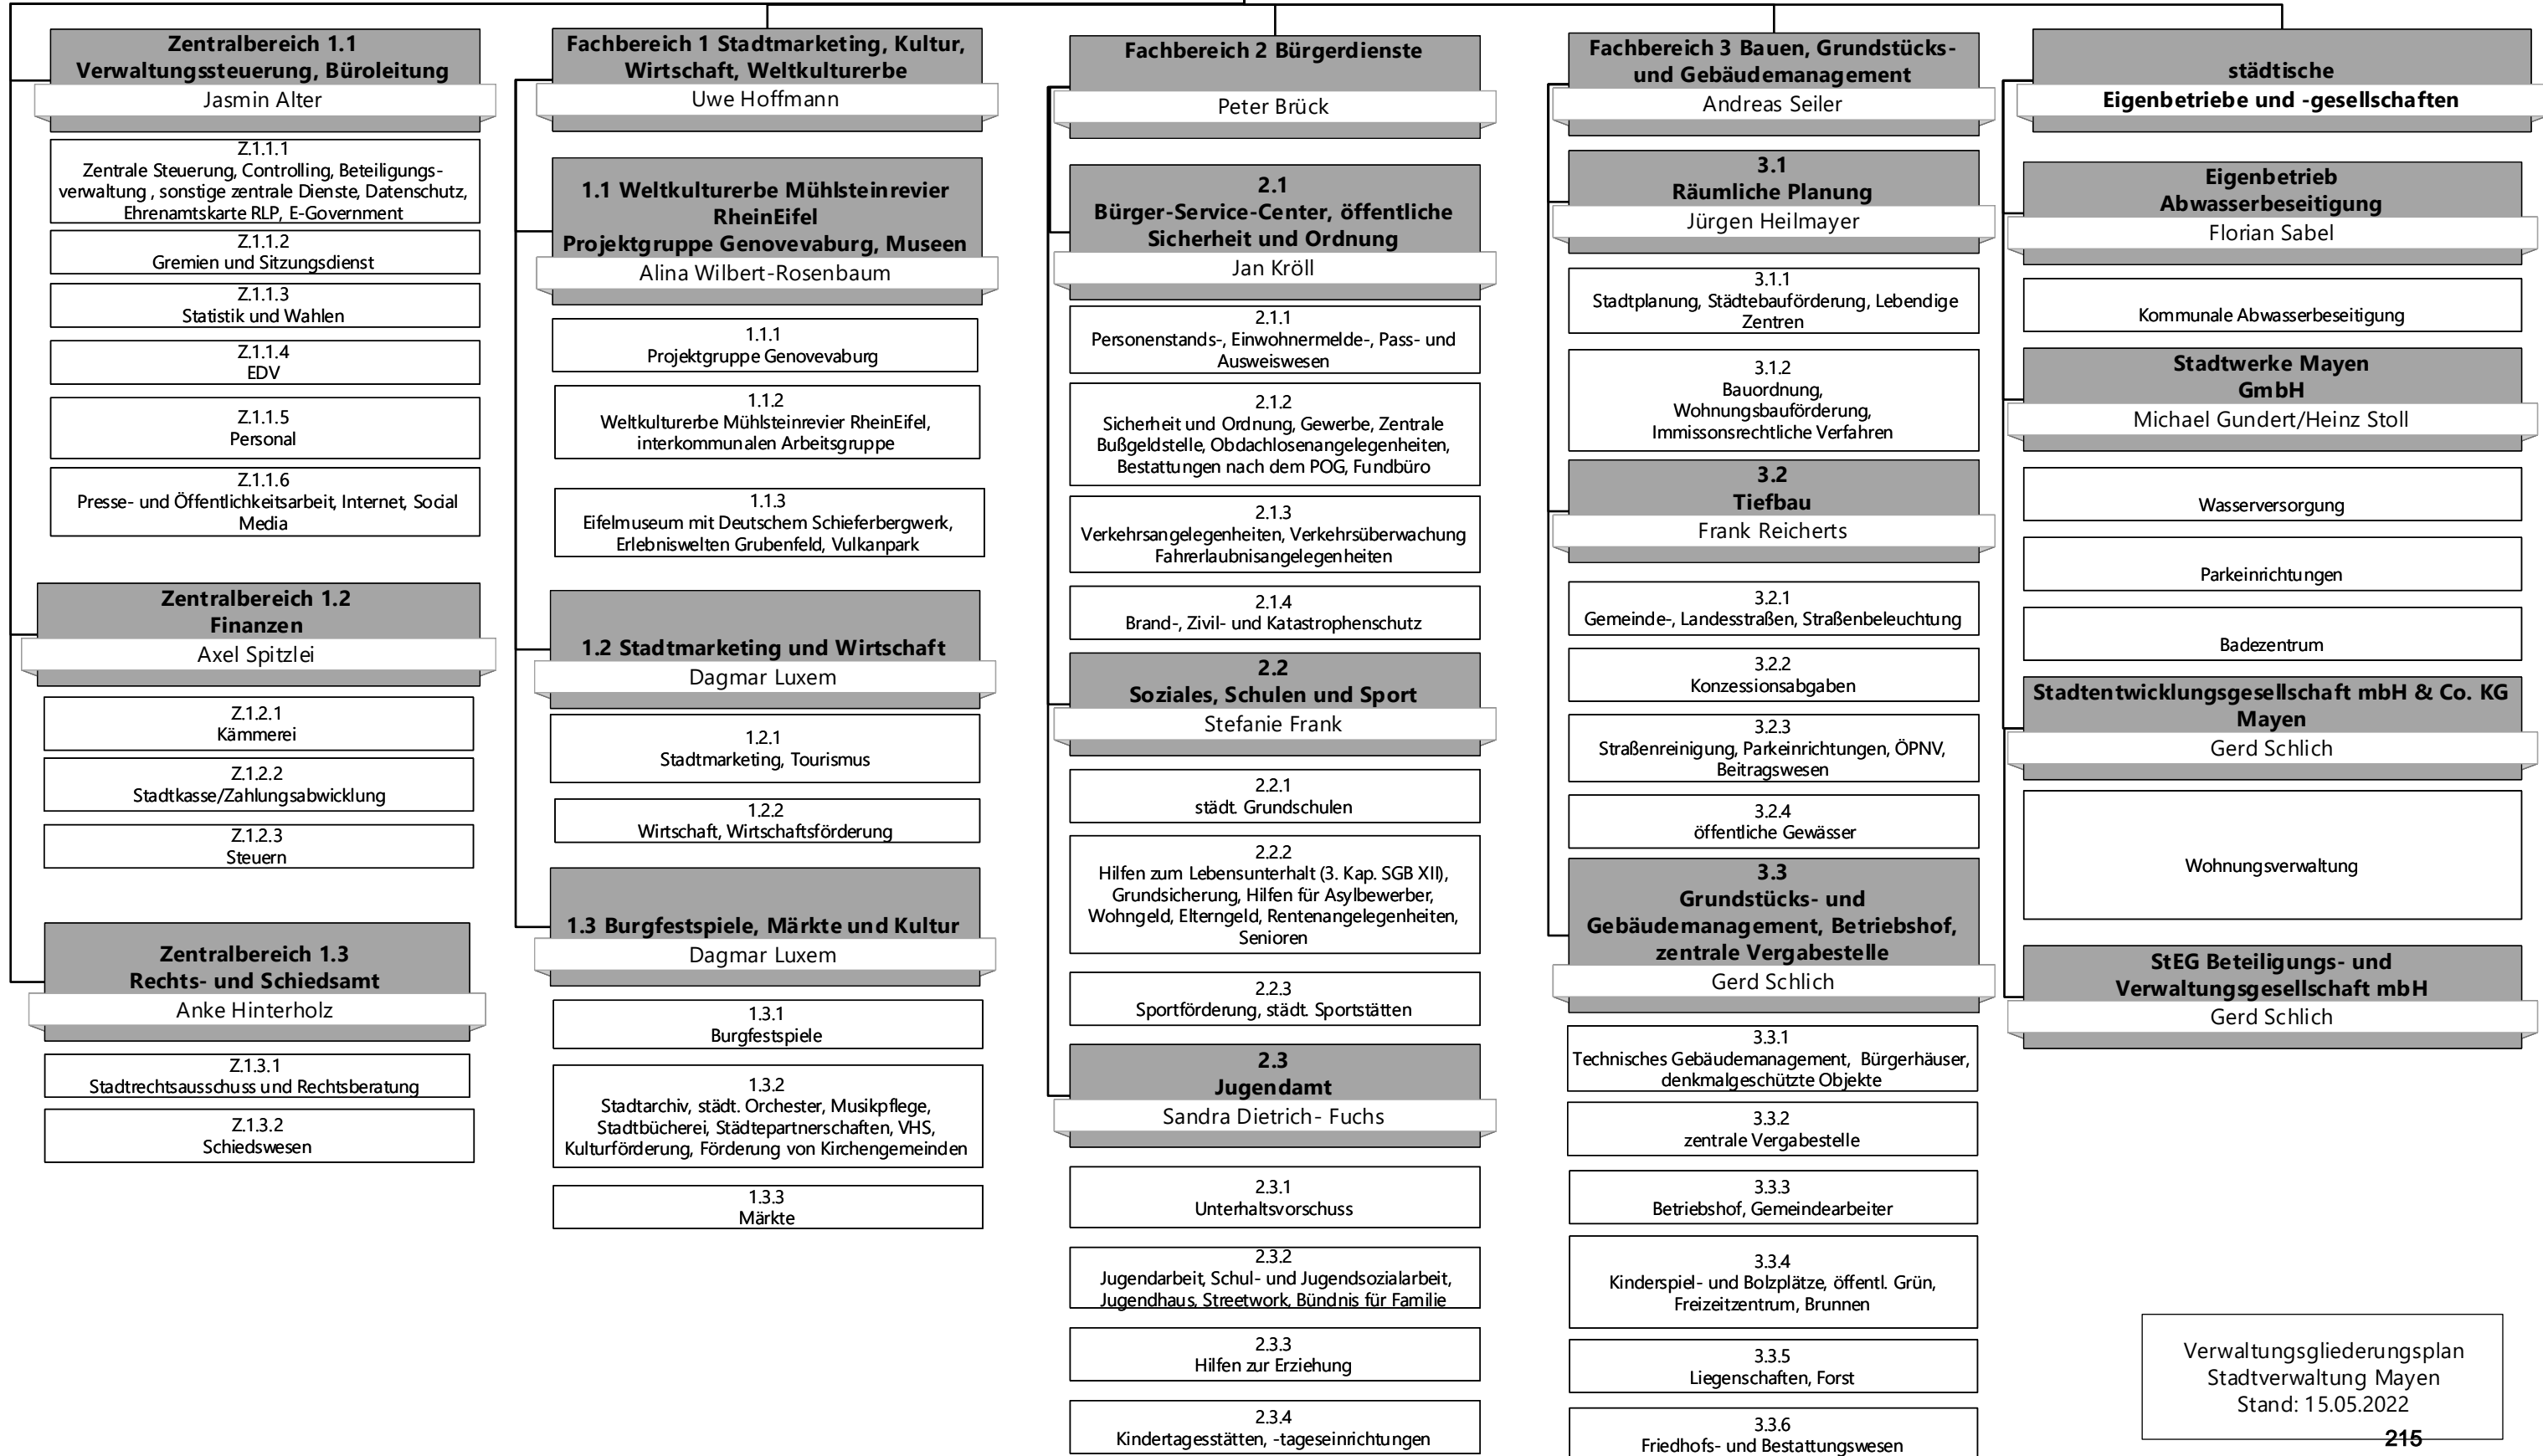 Zentralbereich 1.1
Verwaltungssteuerung, Büroleitung
Jasmin Alter
Z.1.1.1
Zentrale Steuerung, Controlling, Beteiligungs-
verwaltung , sonstige zentrale Dienste, Datenschutz,
Ehrenamtskarte RLP, E-Government
Z.1.1.2
Gremien und Sitzungsdienst
Z.1.1.3
Statistik und Wahlen
Z.1.1.4
EDV
Z.1.1.5
Personal
Z.1.1.6
Presse- und Öffentlichkeitsarbeit, Internet, Social
Media
Zentralbereich 1.2
Finanzen
Axel Spitzlei
Z.1.2.1
Kämmerei
Z.1.2.2
Stadtkasse/Zahlungsabwicklung
Z.1.2.3
Steuern
Zentralbereich 1.3
Rechts- und Schiedsamt
Anke Hinterholz
Z.1.3.1
Stadtrechtsausschuss und Rechtsberatung
Z.1.3.2
Schiedswesen
Fachbereich 1 Stadtmarketing, Kultur,
Wirtschaft, Weltkulturerbe
Uwe Hoffmann
1.1 Weltkulturerbe Mühlsteinrevier
RheinEifel
Projektgruppe Genovevaburg, Museen
Alina Wilbert-Rosenbaum
1.1.1
Projektgruppe Genovevaburg
1.1.2
Weltkulturerbe Mühlsteinrevier RheinEifel,
interkommunalen Arbeitsgruppe
1.1.3
Eifelmuseum mit Deutschem Schieferbergwerk,
Erlebniswelten Grubenfeld, Vulkanpark
1.2 Stadtmarketing und Wirtschaft
Dagmar Luxem
1.2.1
Stadtmarketing, Tourismus
1.2.2
Wirtschaft, Wirtschaftsförderung
1.3 Burgfestspiele, Märkte und Kultur
Dagmar Luxem
1.3.1
Burgfestspiele
1.3.2
Stadtarchiv, städt. Orchester, Musikpflege,
Stadtbücherei, Städtepartnerschaften, VHS,
Kulturförderung, Förderung von Kirchengemeinden
1.3.3
Märkte
Fachbereich 2 Bürgerdienste
Peter Brück
2.1
Bürger-Service-Center, öffentliche
Sicherheit und Ordnung
Jan Kröll
2.1.1
Personenstands-, Einwohnermelde-, Pass- und
Ausweiswesen
2.1.2
Sicherheit und Ordnung, Gewerbe, Zentrale
Bußgeldstelle, Obdachlosenangelegenheiten,
Bestattungen nach dem POG, Fundbüro
2.1.3
Verkehrsangelegenheiten, Verkehrsüberwachung
Fahrerlaubnisangelegenheiten
2.1.4
Brand-, Zivil- und Katastrophenschutz
2.2
Soziales, Schulen und Sport
Stefanie Frank
2.2.1
städt. Grundschulen
2.2.2
Hilfen zum Lebensunterhalt (3. Kap. SGB XII),
Grundsicherung, Hilfen für Asylbewerber,
Wohngeld, Elterngeld, Rentenangelegenheiten,
Senioren
2.2.3
Sportförderung, städt. Sportstätten
2.3
Jugendamt
Sandra Dietrich- Fuchs
2.3.1
Unterhaltsvorschuss
2.3.2
Jugendarbeit, Schul- und Jugendsozialarbeit,
Jugendhaus, Streetwork, Bündnis für Familie
2.3.3
Hilfen zur Erziehung
2.3.4
Kindertagesstätten, -tageseinrichtungen
Fachbereich 3 Bauen, Grundstücks-
und Gebäudemanagement
Andreas Seiler
3.1
Räumliche Planung
Jürgen Heilmayer
3.1.1
Stadtplanung, Städtebauförderung, Lebendige
Zentren
3.1.2
Bauordnung,
Wohnungsbauförderung,
Immissonsrechtliche Verfahren
3.2
Tiefbau
Frank Reicherts
3.2.1
Gemeinde-, Landesstraßen, Straßenbeleuchtung
3.2.2
Konzessionsabgaben
3.2.3
Straßenreinigung, Parkeinrichtungen, ÖPNV,
Beitragswesen
3.2.4
öffentliche Gewässer
3.3
Grundstücks- und
Gebäudemanagement, Betriebshof,
zentrale Vergabestelle
Gerd Schlich
3.3.1
Technisches Gebäudemanagement, Bürgerhäuser,
denkmalgeschützte Objekte
3.3.2
zentrale Vergabestelle
3.3.3
Betriebshof, Gemeindearbeiter
3.3.4
Kinderspiel- und Bolzplätze, öffentl. Grün,
Freizeitzentrum, Brunnen
3.3.5
Liegenschaften, Forst
3.3.6
Friedhofs- und Bestattungswesen
städtische
Eigenbetriebe und -gesellschaften
Eigenbetrieb
Abwasserbeseitigung
Florian Sabel
Kommunale Abwasserbeseitigung
Stadtwerke Mayen
GmbH
Michael Gundert/Heinz Stoll
Wasserversorgung
Parkeinrichtungen
Badezentrum
Stadtentwicklungsgesellschaft mbH & Co. KG
Mayen
Gerd Schlich
Wohnungsverwaltung
StEG Beteiligungs- und
Verwaltungsgesellschaft mbH
Gerd Schlich
Verwaltungsgliederungsplan
Stadtverwaltung Mayen
Stand: 15.05.2022
215